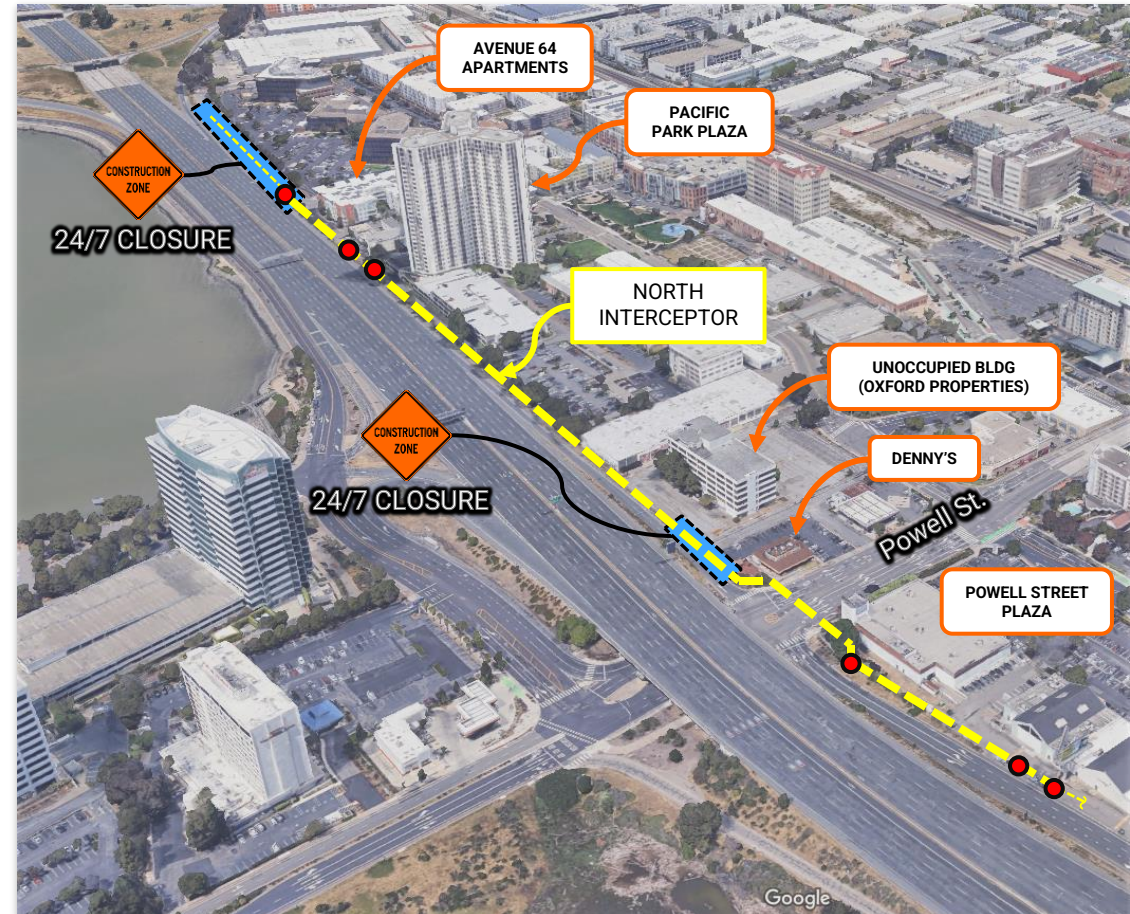 AVENUE 64
APARTMENTS
PACIFIC
PARK PLAZA
CONSTRUCTION
ZONE
24/7 CLOSURE
NORTH
INTERCEPTOR
UNOCCUPIED BLDG
(OXFORD PROPERTIES)
CONSTRUCTION
ZONE
24/7 CLOSURE
DENNY'S
Powell St.
POWELL STREET
PLAZA
Google